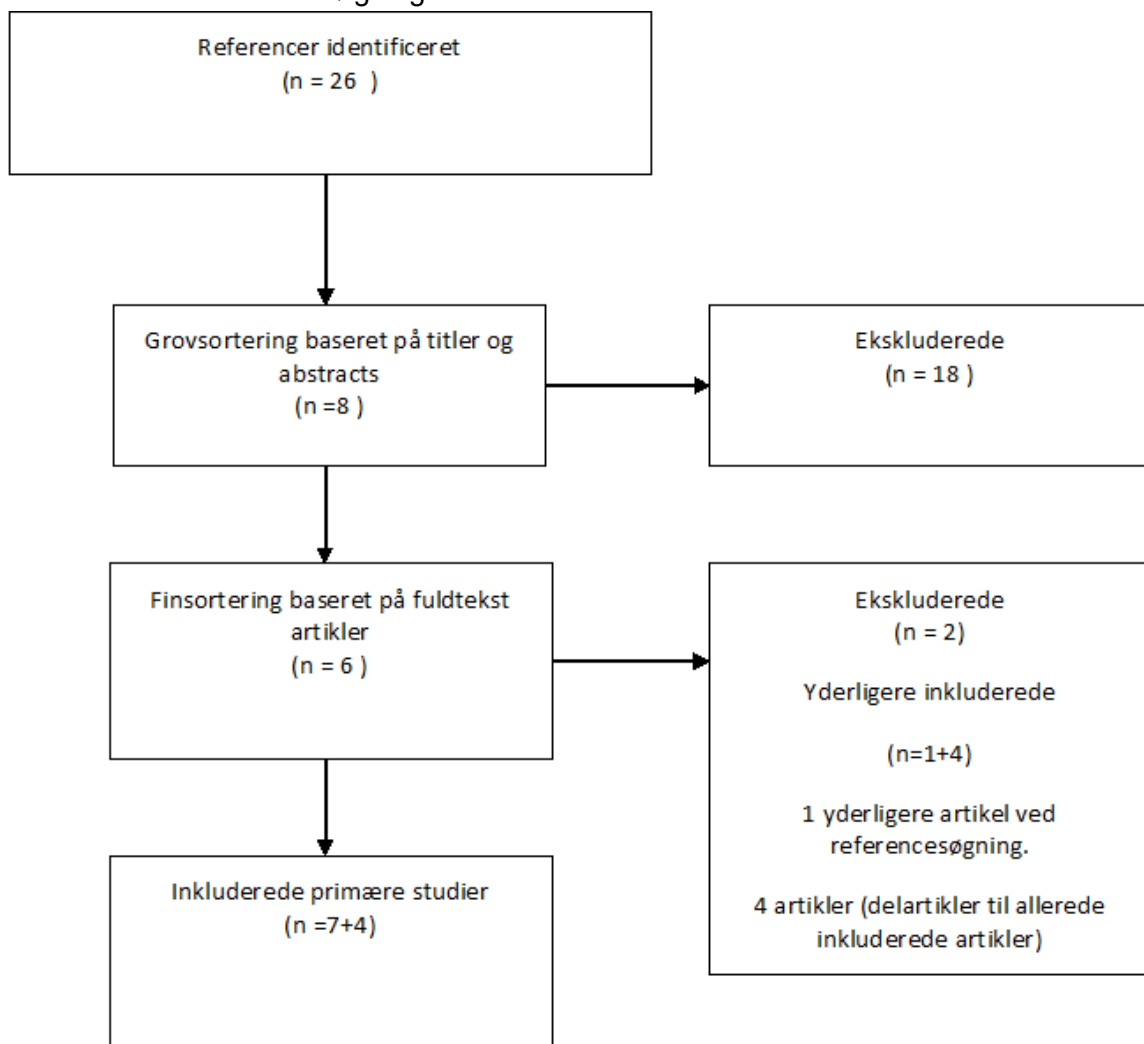 Referencer identificeret
(n = 26 )
Grovsortering baseret på titler og
abstracts
(n =8 )
Ekskluderede
(n = 18 )
Finsortering baseret på fuldtekst
artikler
(n = 6 )
Ekskluderede
(n = 2)
Yderligere inkluderede
(n=1+4)
1 yderligere artikel ved
referencesøgning.
4 artikler (delartikler til allerede
inkluderede artikler)
Inkluderede primære studier
(n =7+4)